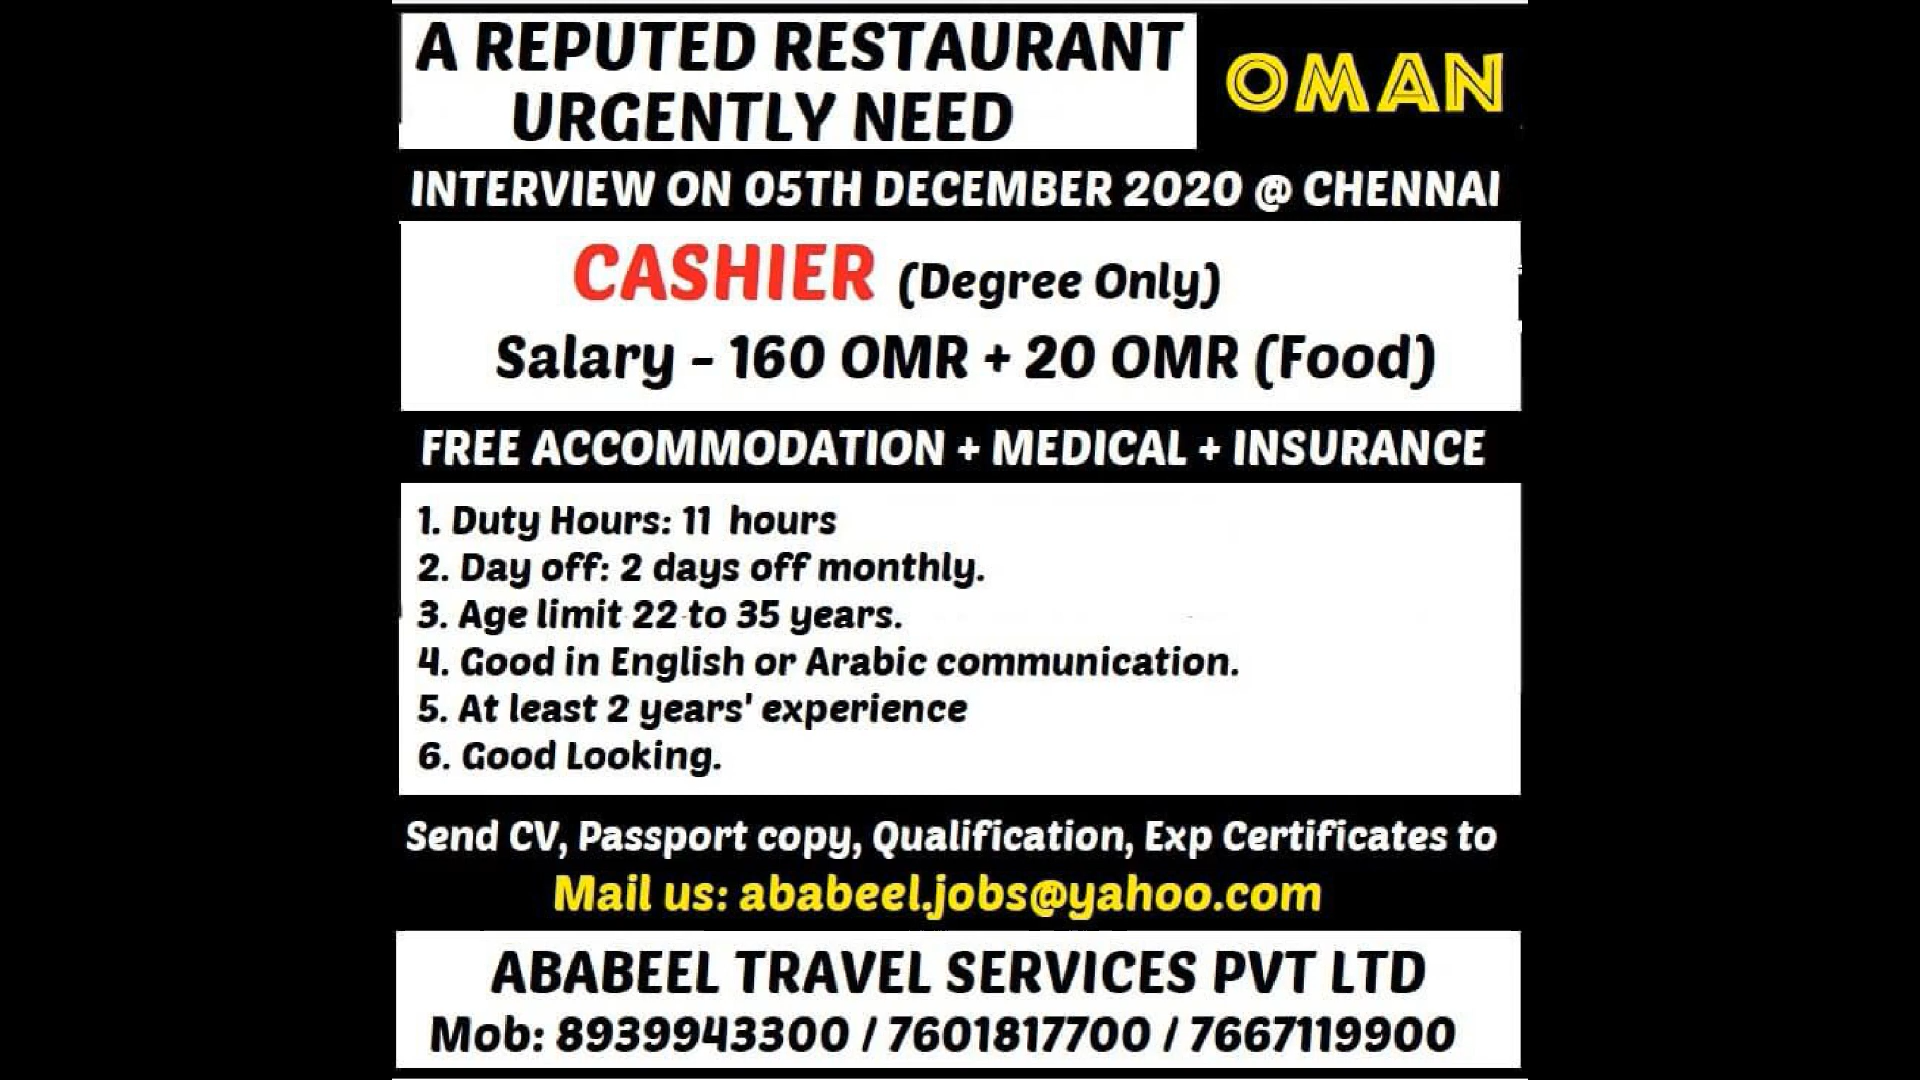 A REPUTED RESTAURANT
URGENTLY NEED
OMAN
INTERVIEW ON 05TH DECEMBER 2020 @ CHENNAI
CASHIER (Degree Only)
Salary - 160 OMR + 20 OMR (Food)
FREE ACCOMMODATION + MEDICAL + INSURANCE
1. Duty Hours: 11 hours
2. Day off: 2 days off monthly.
3. Age limit 22 to 35 years.
4. Good in English or Arabic communication.
5. At least 2 years' experience
6. Good Looking.
Send CV, Passport copy, Qualification, Exp Certificates to
Mail us: ababeel.jobs@yahoo.com
ABABEEL TRAVEL SERVICES PVT LTD
Mob: 8939943300 / 7601817700 / 7667119900